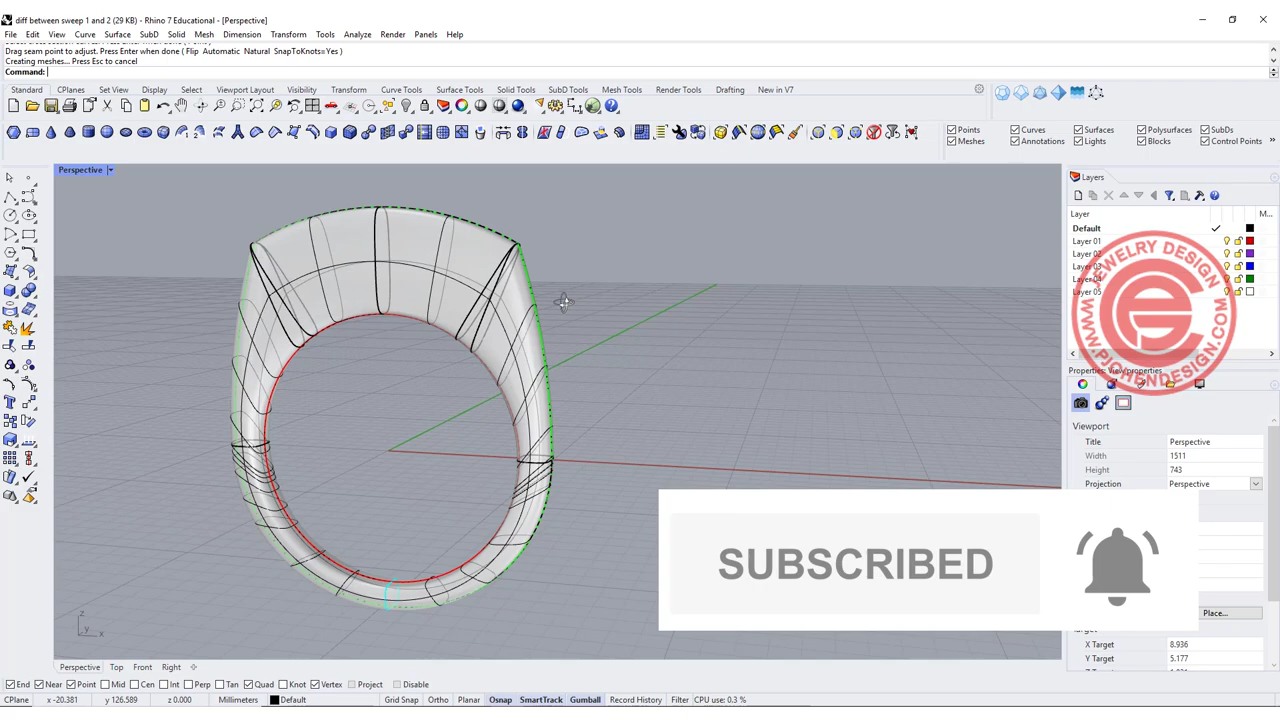 diff between sweep 1 and 2 (29 KB) - Rhino 7 Educational - [Perspective]
File Edit View Curve Surface SubD Solid Mesh Dimension Transform Tools Analyze Render Panels Help
Drag seam point to adjust. Press Enter when done ( Flip Automatic Natural SnapToKnots=Yes )
Creating meshes... Press Esc to cancel
Command:
Standard CPlanes Set View Display Select Viewport Layout Visibility Transform Curve Tools Surface Tools Solid Tools SubD Tools Mesh Tools Render Tools Drafting New in V7
Points Curves Surfaces Polysurfaces SubDs
Meshes Annotations Lights Blocks Control Points
Perspective
Layers
Layer M...
Default
Layer 01
Layer 02
Layer 03
Layer 04
Layer 05
JEWELRY DESIGN
WWW.PJCHENDESIGN.COM
Properties: View properties
Viewport
Title Perspective
Width 1511
Height 743
Projection Perspective
SUBSCRIBED
Place...
Target
X Target 8.936
Y Target 5.177
z
y x
Perspective Top Front Right
End Near Point Mid Cen Int Perp Tan Quad Knot Vertex Project Disable
CPlane x -20.381 y 126.589 z 0.000 Millimeters Default Grid Snap Ortho Planar Osnap SmartTrack Gumball Record History Filter CPU use: 0.3 %